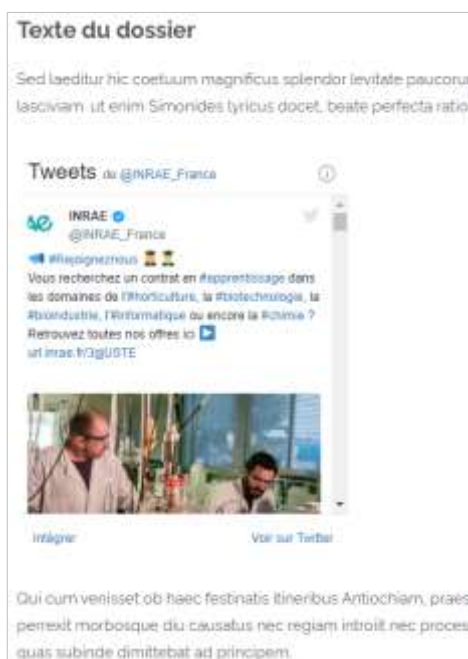 Texte du dossier
Sed laeditur hic coetuum magnificus splendor levitate paucoru
lasciviam. ut enim Simonides lyricus docet, beate perfecta ratio
Tweets de @INRAE_France
INRAE
@INRAE_France
#Rejoigneznous
Vous recherchez un contrat en #apprentissage dans
les domaines de l'#horticulture, la #biotechnologie, la
#bioindustrie, l'#informatique ou encore la #chimie ?
Retrouvez toutes nos offres ici
url.inrae.fr/3gjUSTE
Intégrer
Voir sur Twitter
Qui cum venisset ob haec festinatis itineribus Antiochiam, praes
perrexit morbosque diu causatus nec regiam introiit nec proces
quas subinde dimittebat ad principem.